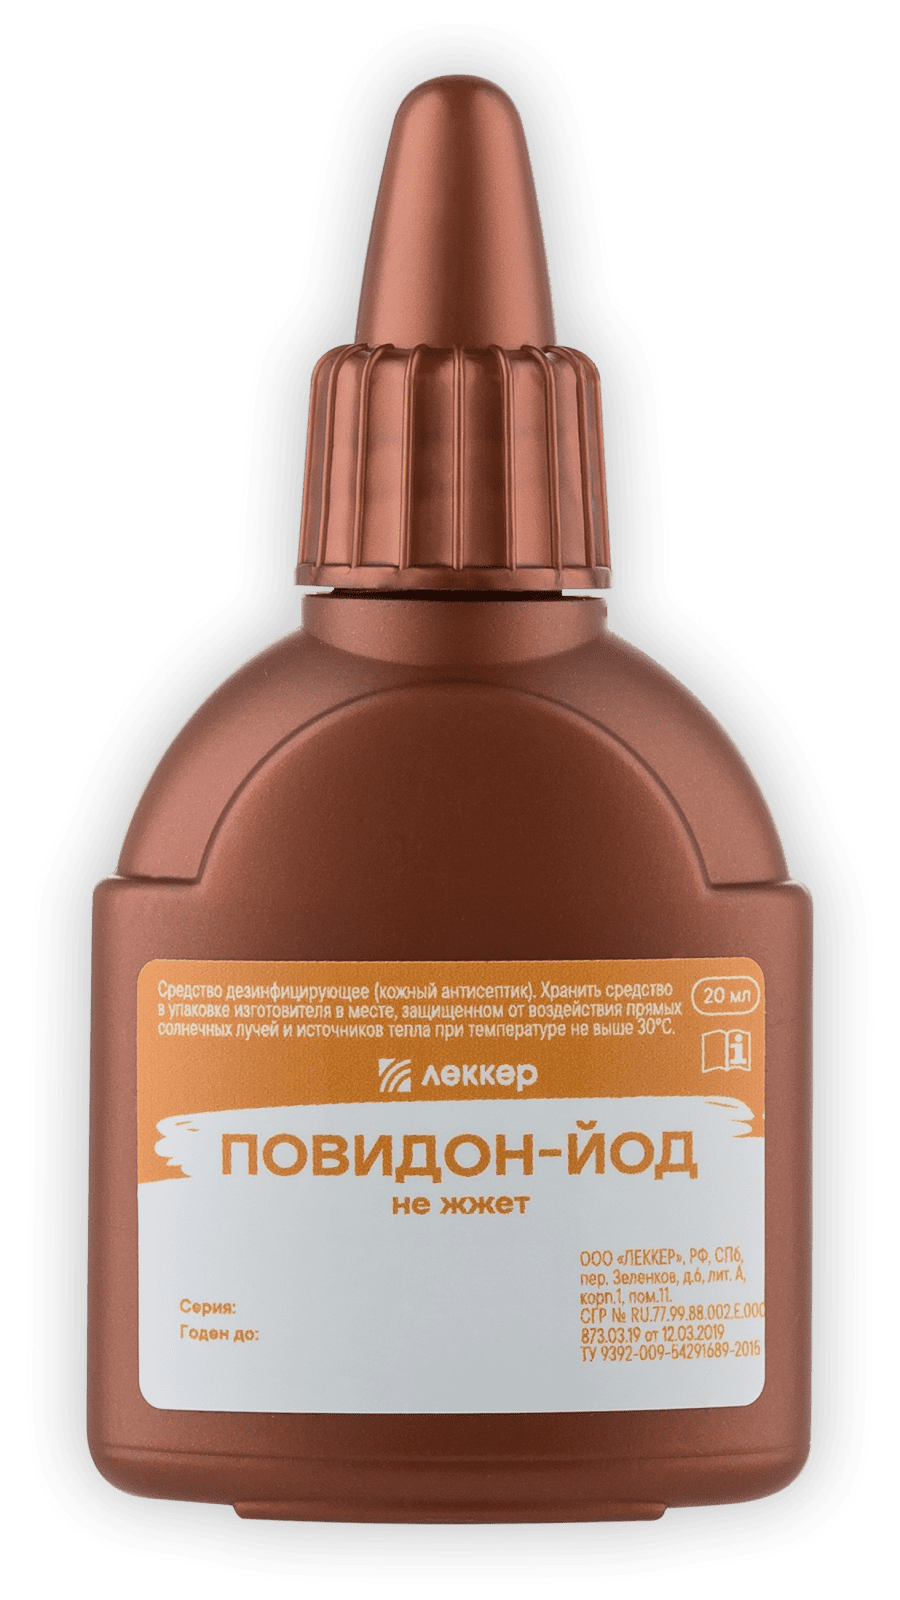 Средство дезинфицирующее (кожный антисептик). Хранить средство
в упаковке изготовителя в месте, защищенном от воздействия прямых
солнечных лучей и источников тепла при температуре не выше 30°С.
20 мл
леккер
ПОВИДОН-ЙОД
не жжет
Серия:
Годен до:
ООО «ЛЕККЕР», РФ, СПб,
пер. Зеленков, д.6, лит. А,
корп.1, пом.11.
СГР № RU.77.99.88.002.Е.000
873.03.19 от 12.03.2019
ТУ 9392-009-54291689-2015